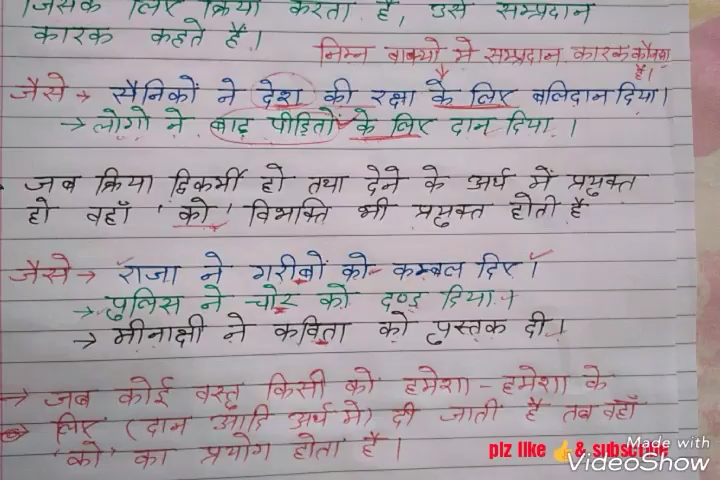 जिसके लिए क्रिया करता है, उसे सम्प्रदान
कारक कहते हैं।
निम्न वाक्यो मे सम्प्रदान कारक कौनसा
है।
जैसे → सैनिकों ने देश की रक्षा के लिए बलिदान दिया।
→ लोगो ने बाढ़ पीड़ितों के लिए दान दिया ।
जब क्रिया द्विकर्मी हो तथा देने के अर्थ में प्रयुक्त
हो वहाँ 'को' विभक्ति भी प्रयुक्त होती है
जैसे → राजा ने गरीबों को कम्बल दिए।
→ पुलिस ने चोर को दण्ड दिया।
→ मीनाक्षी ने कविता को पुस्तक दी।
→ जब कोई वस्तु किसी को हमेशा - हमेशा के
लिए (दान आदि अर्थ मे) दी जाती है तब वहाँ
'को' का प्रयोग होता है।
plz like 👍 & subscribe
Made with
VideoShow